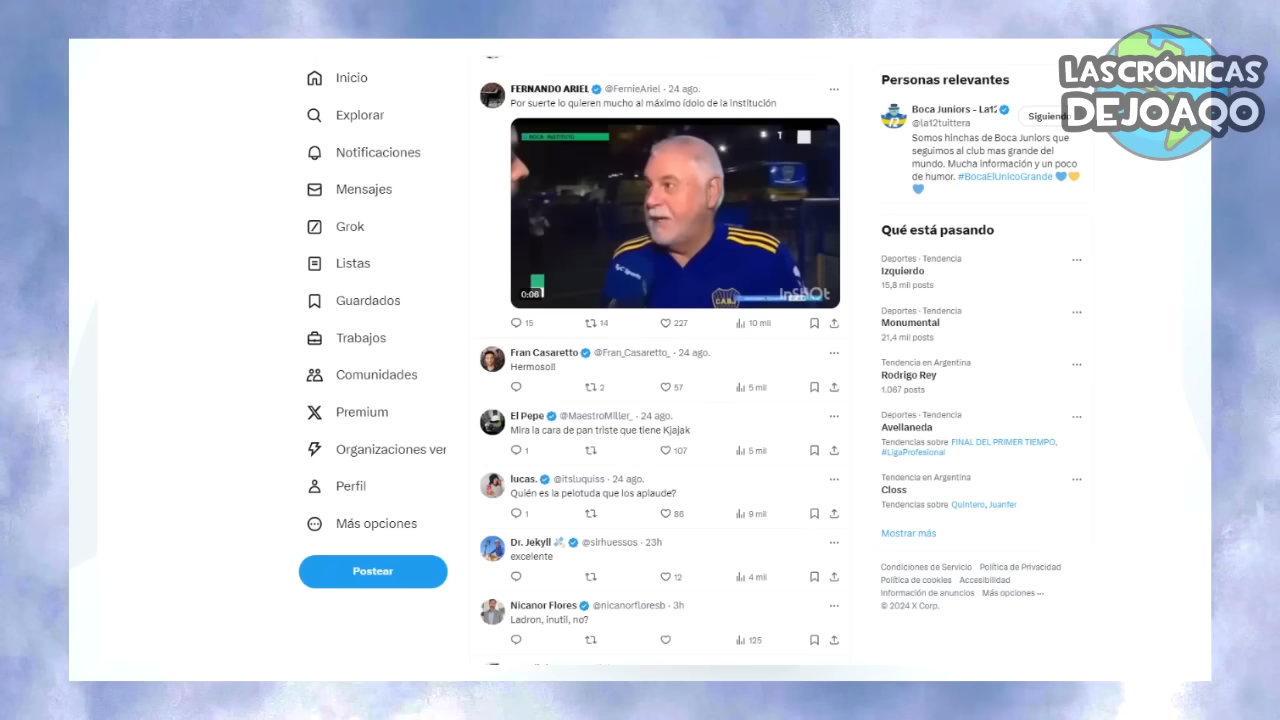 LAS CRÓNICAS
DE JOAQO
Inicio
Explorar
Notificaciones
Mensajes
Grok
Listas
Guardados
Trabajos
Comunidades
Premium
Organizaciones ver
Perfil
Más opciones
Postear
FERNANDO ARIEL @FernieAriel · 24 ago.
Por suerte lo quieren mucho al máximo ídolo de la institución
BOCA INSTITUTO
1
CABJ
InShot
0:06
15 14 227 10 mil
Fran Casaretto @Fran_Casaretto_ · 24 ago.
Hermoso!!
2 57 5 mil
El Pepe @MaestroMiller_ · 24 ago.
Mira la cara de pan triste que tiene Kjajak
1 107 5 mil
lucas. @itsluquiss · 24 ago.
Quién es la pelotuda que los aplaude?
1 86 9 mil
Dr. Jekyll @sirhuessos · 23h
excelente
12 4 mil
Nicanor Flores @nicanorfloresb · 3h
Ladron, inutil, no?
125
Personas relevantes
Boca Juniors - La12
@la12tuittera
Siguiendo
Somos hinchas de Boca Juniors que
seguimos al club mas grande del
mundo. Mucha información y un poco
de humor. #BocaElUnicoGrande
Qué está pasando
Deportes · Tendencia
Izquierdo
15,8 mil posts
Deportes · Tendencia
Monumental
21,4 mil posts
Tendencia en Argentina
Rodrigo Rey
1.067 posts
Deportes · Tendencia
Avellaneda
Tendencias sobre FINAL DEL PRIMER TIEMPO,
#LigaProfesional
Tendencia en Argentina
Closs
Tendencias sobre Quintero, Juanfer
Mostrar más
Condiciones de Servicio Política de Privacidad
Política de cookies Accesibilidad
Información de anuncios Más opciones ···
© 2024 X Corp.